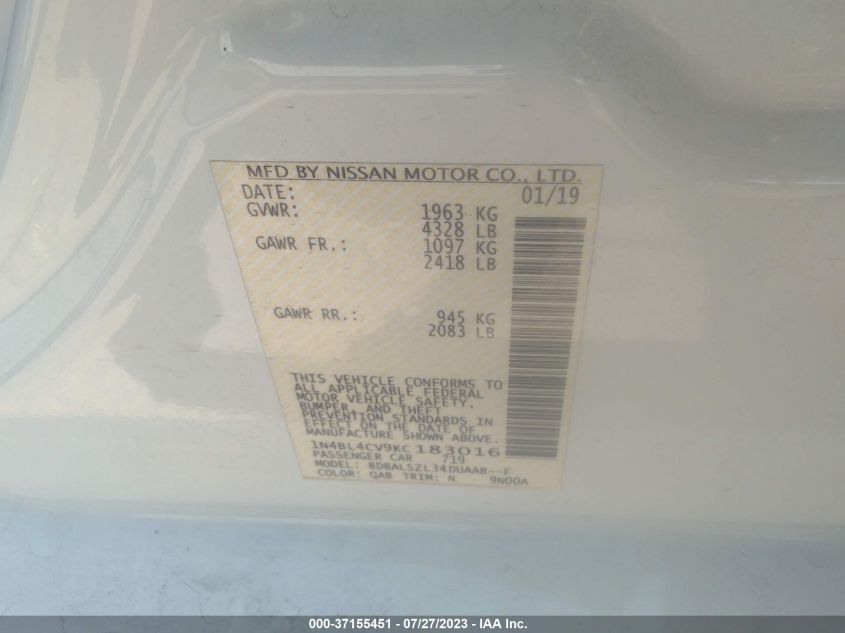 MFD BY NISSAN MOTOR CO., LTD.
DATE: 01/19
GVWR: 1963 KG
4328 LB
GAWR FR.: 1097 KG
2418 LB
GAWR RR.: 945 KG
2083 LB
THIS VEHICLE CONFORMS TO
ALL APPLICABLE FEDERAL
MOTOR VEHICLE SAFETY,
BUMPER, AND THEFT
PREVENTION STANDARDS IN
EFFECT ON THE DATE OF
MANUFACTURE SHOWN ABOVE.
1N4BL4CV9KC183016
PASSENGER CAR 719
MODEL: BDBALSZL34DUAAB--F
COLOR: QAB TRIM: N 9N00A
000-37155451 - 07/27/2023 - IAA Inc.